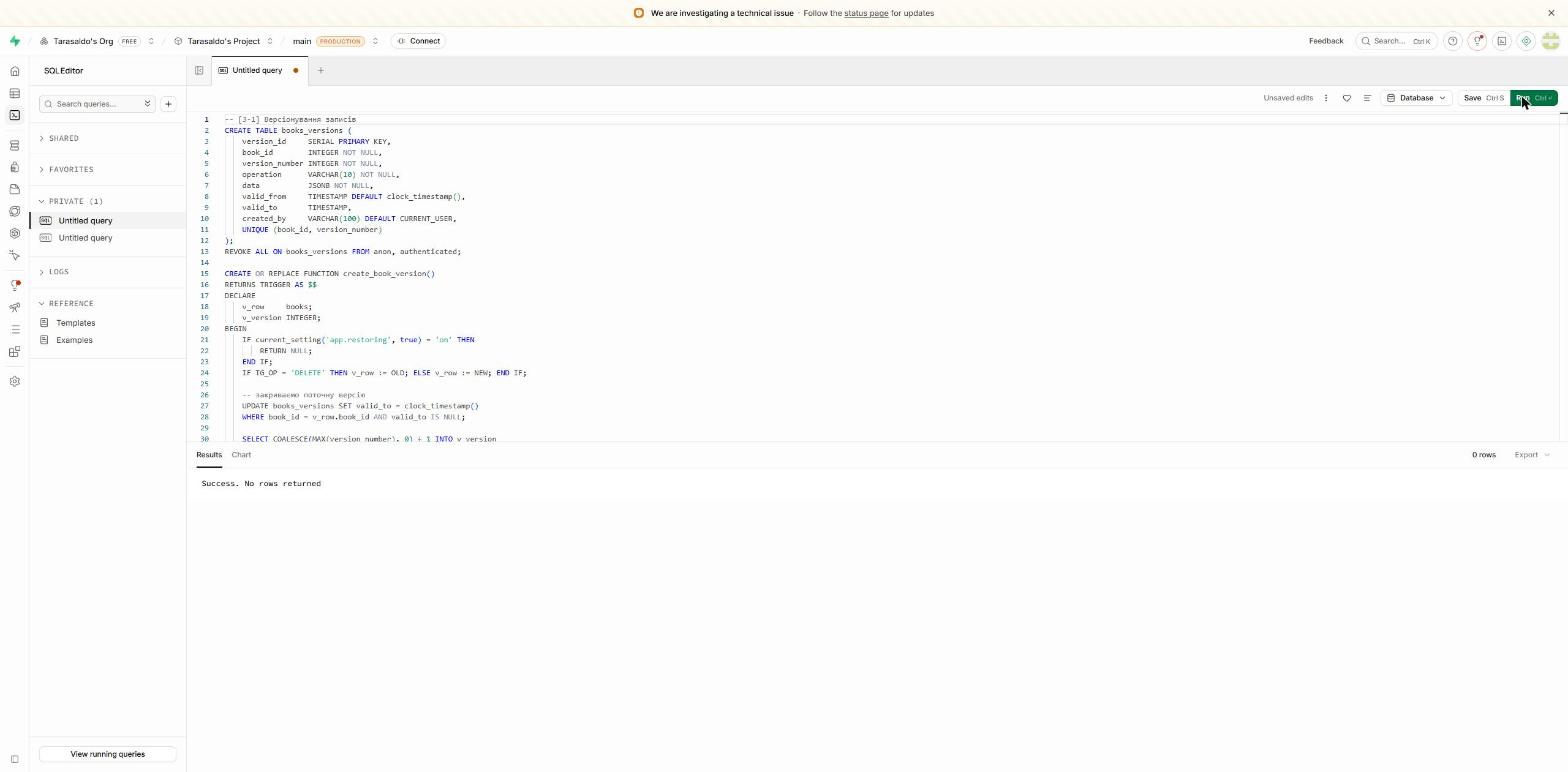 We are investigating a technical issue · Follow the status page for updates
Tarasaldo's Org FREE / Tarasaldo's Project / main PRODUCTION Connect
Feedback Search... Ctrl K
SQL Editor
Untitled query
Search queries...
Unsaved edits Database Save Ctrl S Run Ctrl ↵
SHARED
FAVORITES
PRIVATE (1)
Untitled query
Untitled query
LOGS
REFERENCE
Templates
Examples
View running queries
1 -- [3-1] Версіонування записів
2 CREATE TABLE books_versions (
3 version_id SERIAL PRIMARY KEY,
4 book_id INTEGER NOT NULL,
5 version_number INTEGER NOT NULL,
6 operation VARCHAR(10) NOT NULL,
7 data JSONB NOT NULL,
8 valid_from TIMESTAMP DEFAULT clock_timestamp(),
9 valid_to TIMESTAMP,
10 created_by VARCHAR(100) DEFAULT CURRENT_USER,
11 UNIQUE (book_id, version_number)
12 );
13 REVOKE ALL ON books_versions FROM anon, authenticated;
14
15 CREATE OR REPLACE FUNCTION create_book_version()
16 RETURNS TRIGGER AS $$
17 DECLARE
18 v_row books;
19 v_version INTEGER;
20 BEGIN
21 IF current_setting('app.restoring', true) = 'on' THEN
22 RETURN NULL;
23 END IF;
24 IF TG_OP = 'DELETE' THEN v_row := OLD; ELSE v_row := NEW; END IF;
25
26 -- закриваємо поточну версію
27 UPDATE books_versions SET valid_to = clock_timestamp()
28 WHERE book_id = v_row.book_id AND valid_to IS NULL;
29
30 SELECT COALESCE(MAX(version_number), 0) + 1 INTO v_version
Results Chart
0 rows Export
Success. No rows returned